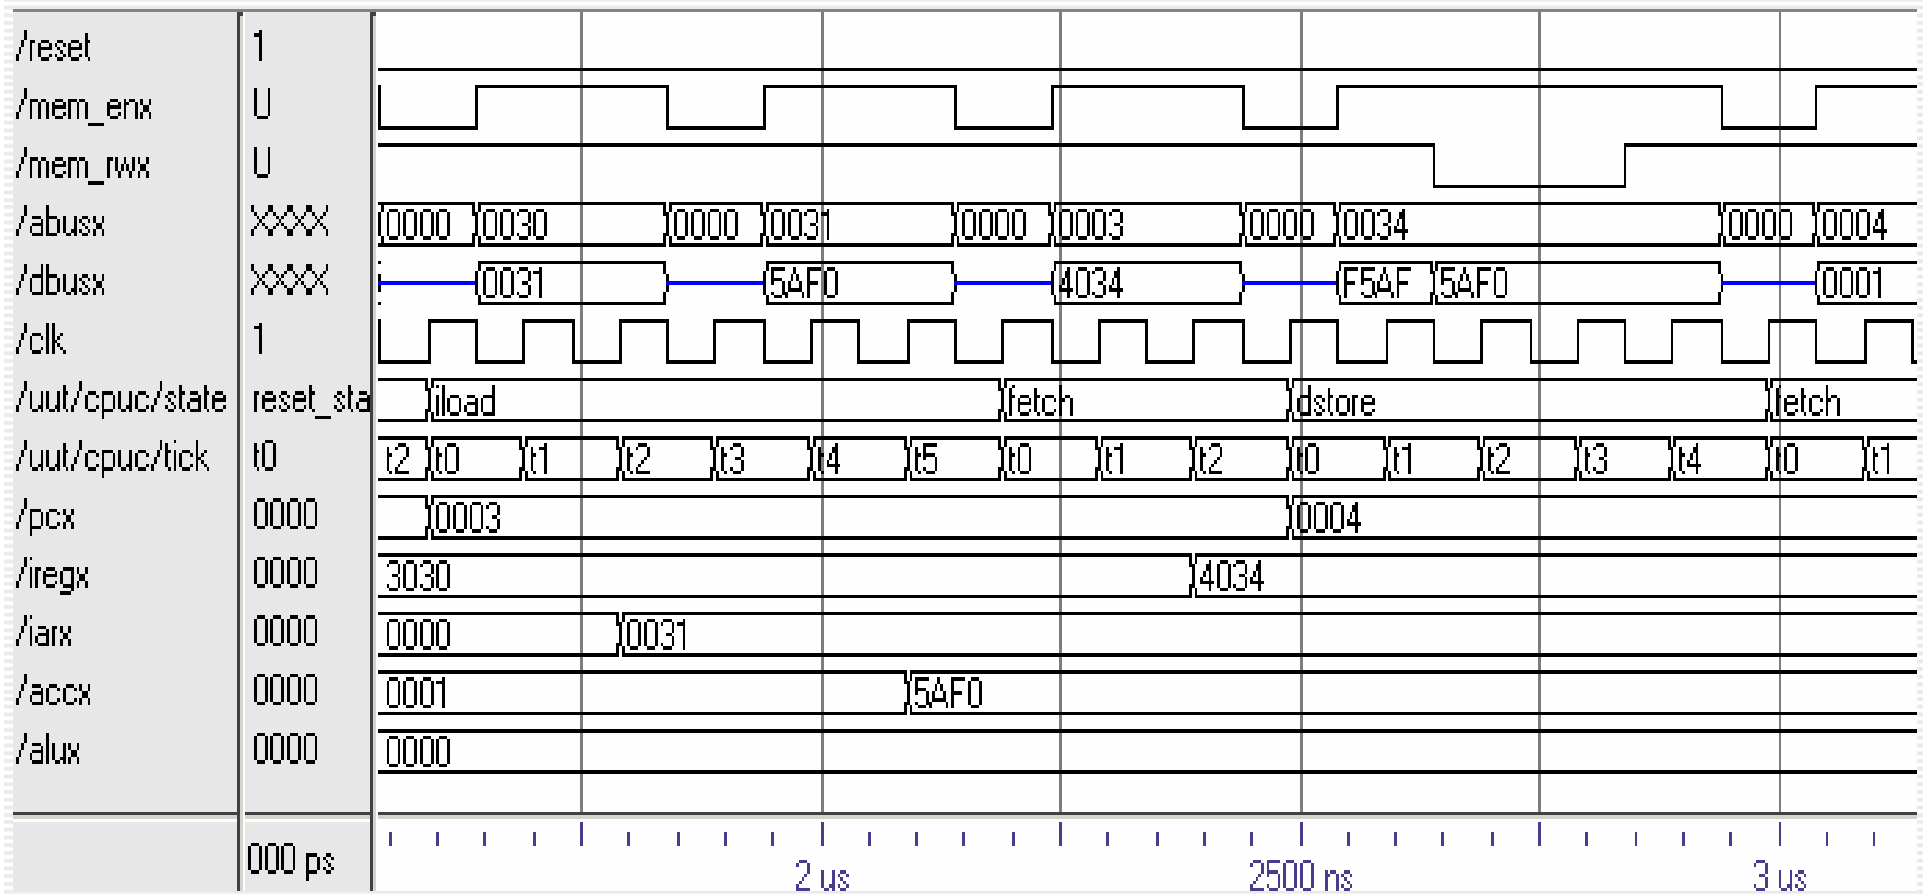 /reset 1
/mem_enx U
/mem_rwx U
/abusx XXXX 0000 0030 0000 0031 0000 0003 0000 0034 0000 0004
/dbusx XXXX 0031 5AF0 4034 F5AF 5AF0 0001
/clk 1
/uut/cpuc/state reset_sta iload fetch dstore fetch
/uut/cpuc/tick t0 t2 t0 t1 t2 t3 t4 t5 t0 t1 t2 t0 t1 t2 t3 t4 t0 t1
/pcx 0000 0003 0004
/iregx 0000 3030 4034
/iarx 0000 0000 0031
/accx 0000 0001 5AF0
/alux 0000 0000
000 ps 2 us 2500 ns 3 us